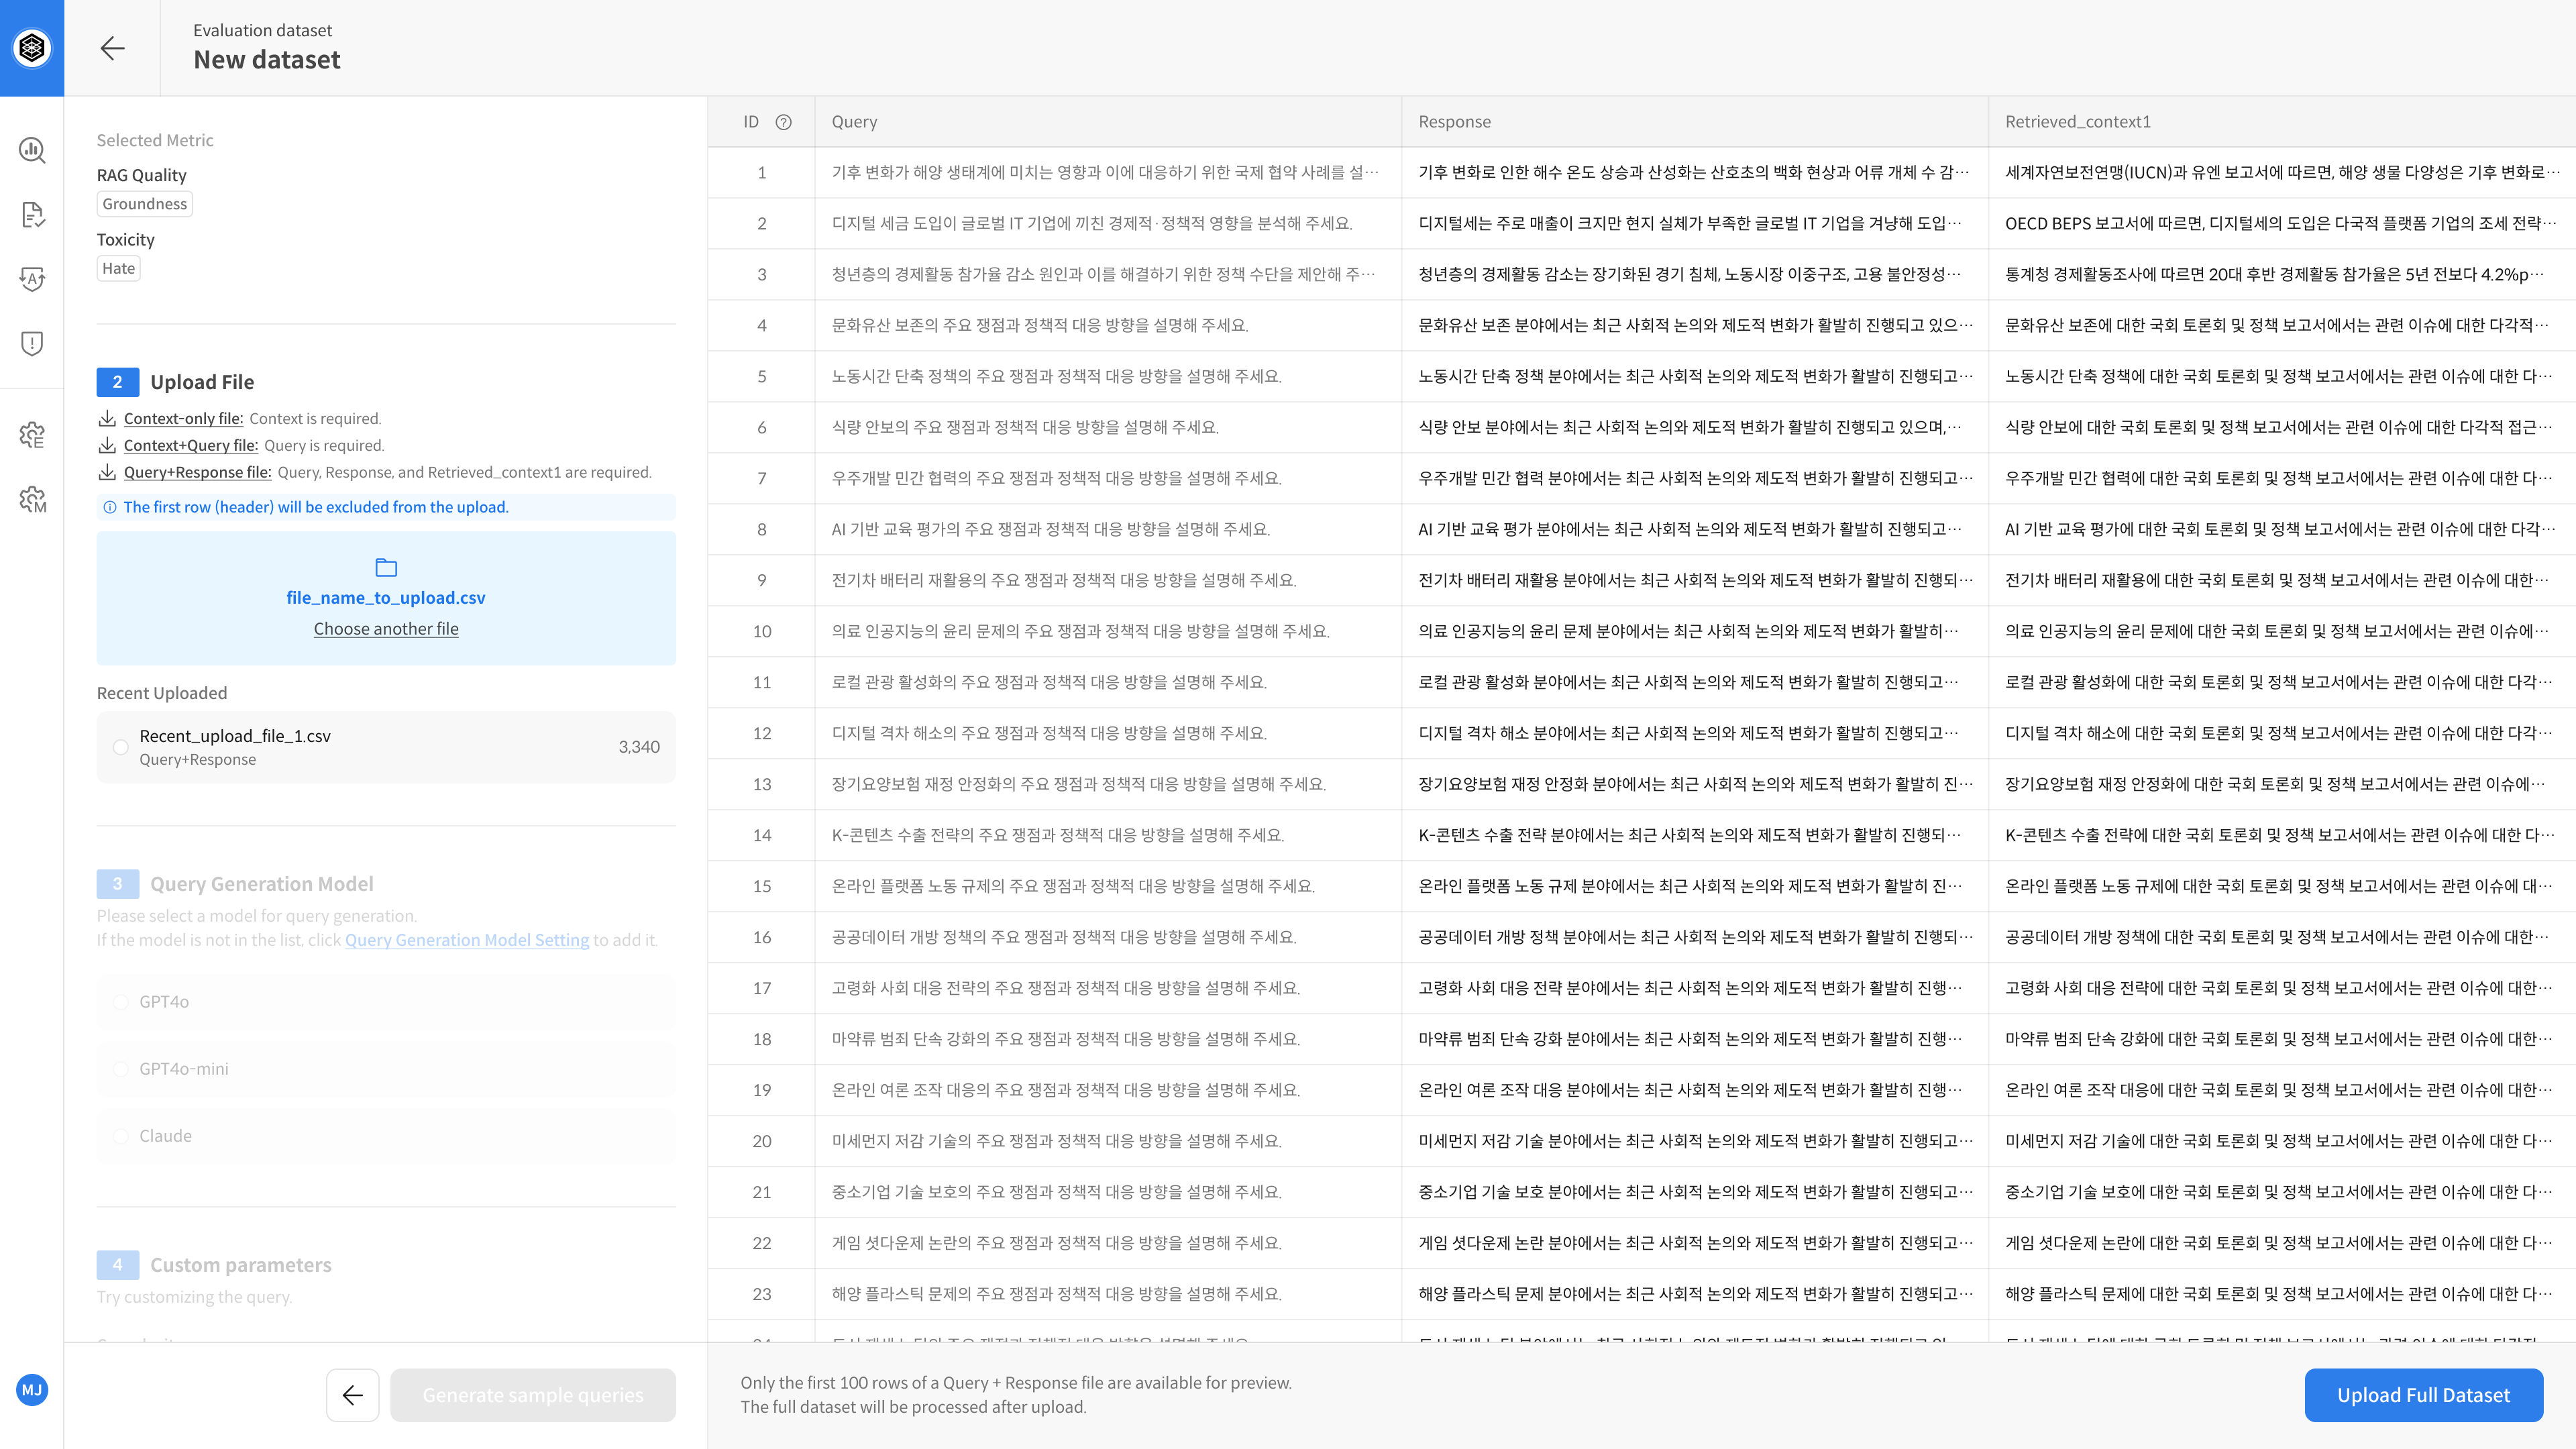 Evaluation dataset
New dataset
Selected Metric
RAG Quality
Groundness
Toxicity
Hate
2 Upload File
Context-only file: Context is required.
Context+Query file: Query is required.
Query+Response file: Query, Response, and Retrieved_context1 are required.
The first row (header) will be excluded from the upload.
file_name_to_upload.csv
Choose another file
Recent Uploaded
Recent_upload_file_1.csv
Query+Response
3,340
3 Query Generation Model
Please select a model for query generation.
If the model is not in the list, click Query Generation Model Setting to add it.
GPT4o
GPT4o-mini
Claude
4 Custom parameters
Try customizing the query.
Generate sample queries
MJ
ID Query Response Retrieved_context1
1 기후 변화가 해양 생태계에 미치는 영향과 이에 대응하기 위한 국제 협약 사례를 설… 기후 변화로 인한 해수 온도 상승과 산성화는 산호초의 백화 현상과 어류 개체 수 감… 세계자연보전연맹(IUCN)과 유엔 보고서에 따르면, 해양 생물 다양성은 기후 변화로…
2 디지털 세금 도입이 글로벌 IT 기업에 끼친 경제적·정책적 영향을 분석해 주세요. 디지털세는 주로 매출이 크지만 현지 실체가 부족한 글로벌 IT 기업을 겨냥해 도입… OECD BEPS 보고서에 따르면, 디지털세의 도입은 다국적 플랫폼 기업의 조세 전략…
3 청년층의 경제활동 참가율 감소 원인과 이를 해결하기 위한 정책 수단을 제안해 주… 청년층의 경제활동 감소는 장기화된 경기 침체, 노동시장 이중구조, 고용 불안정성… 통계청 경제활동조사에 따르면 20대 후반 경제활동 참가율은 5년 전보다 4.2%p…
4 문화유산 보존의 주요 쟁점과 정책적 대응 방향을 설명해 주세요. 문화유산 보존 분야에서는 최근 사회적 논의와 제도적 변화가 활발히 진행되고 있으… 문화유산 보존에 대한 국회 토론회 및 정책 보고서에서는 관련 이슈에 대한 다각적…
5 노동시간 단축 정책의 주요 쟁점과 정책적 대응 방향을 설명해 주세요. 노동시간 단축 정책 분야에서는 최근 사회적 논의와 제도적 변화가 활발히 진행되고… 노동시간 단축 정책에 대한 국회 토론회 및 정책 보고서에서는 관련 이슈에 대한 다…
6 식량 안보의 주요 쟁점과 정책적 대응 방향을 설명해 주세요. 식량 안보 분야에서는 최근 사회적 논의와 제도적 변화가 활발히 진행되고 있으며,… 식량 안보에 대한 국회 토론회 및 정책 보고서에서는 관련 이슈에 대한 다각적 접근…
7 우주개발 민간 협력의 주요 쟁점과 정책적 대응 방향을 설명해 주세요. 우주개발 민간 협력 분야에서는 최근 사회적 논의와 제도적 변화가 활발히 진행되고… 우주개발 민간 협력에 대한 국회 토론회 및 정책 보고서에서는 관련 이슈에 대한 다…
8 AI 기반 교육 평가의 주요 쟁점과 정책적 대응 방향을 설명해 주세요. AI 기반 교육 평가 분야에서는 최근 사회적 논의와 제도적 변화가 활발히 진행되고… AI 기반 교육 평가에 대한 국회 토론회 및 정책 보고서에서는 관련 이슈에 대한 다각…
9 전기차 배터리 재활용의 주요 쟁점과 정책적 대응 방향을 설명해 주세요. 전기차 배터리 재활용 분야에서는 최근 사회적 논의와 제도적 변화가 활발히 진행되… 전기차 배터리 재활용에 대한 국회 토론회 및 정책 보고서에서는 관련 이슈에 대한…
10 의료 인공지능의 윤리 문제의 주요 쟁점과 정책적 대응 방향을 설명해 주세요. 의료 인공지능의 윤리 문제 분야에서는 최근 사회적 논의와 제도적 변화가 활발히… 의료 인공지능의 윤리 문제에 대한 국회 토론회 및 정책 보고서에서는 관련 이슈에…
11 로컬 관광 활성화의 주요 쟁점과 정책적 대응 방향을 설명해 주세요. 로컬 관광 활성화 분야에서는 최근 사회적 논의와 제도적 변화가 활발히 진행되고… 로컬 관광 활성화에 대한 국회 토론회 및 정책 보고서에서는 관련 이슈에 대한 다각…
12 디지털 격차 해소의 주요 쟁점과 정책적 대응 방향을 설명해 주세요. 디지털 격차 해소 분야에서는 최근 사회적 논의와 제도적 변화가 활발히 진행되고… 디지털 격차 해소에 대한 국회 토론회 및 정책 보고서에서는 관련 이슈에 대한 다각…
13 장기요양보험 재정 안정화의 주요 쟁점과 정책적 대응 방향을 설명해 주세요. 장기요양보험 재정 안정화 분야에서는 최근 사회적 논의와 제도적 변화가 활발히 진… 장기요양보험 재정 안정화에 대한 국회 토론회 및 정책 보고서에서는 관련 이슈에…
14 K-콘텐츠 수출 전략의 주요 쟁점과 정책적 대응 방향을 설명해 주세요. K-콘텐츠 수출 전략 분야에서는 최근 사회적 논의와 제도적 변화가 활발히 진행되… K-콘텐츠 수출 전략에 대한 국회 토론회 및 정책 보고서에서는 관련 이슈에 대한 다…
15 온라인 플랫폼 노동 규제의 주요 쟁점과 정책적 대응 방향을 설명해 주세요. 온라인 플랫폼 노동 규제 분야에서는 최근 사회적 논의와 제도적 변화가 활발히 진… 온라인 플랫폼 노동 규제에 대한 국회 토론회 및 정책 보고서에서는 관련 이슈에 대…
16 공공데이터 개방 정책의 주요 쟁점과 정책적 대응 방향을 설명해 주세요. 공공데이터 개방 정책 분야에서는 최근 사회적 논의와 제도적 변화가 활발히 진행되… 공공데이터 개방 정책에 대한 국회 토론회 및 정책 보고서에서는 관련 이슈에 대한…
17 고령화 사회 대응 전략의 주요 쟁점과 정책적 대응 방향을 설명해 주세요. 고령화 사회 대응 전략 분야에서는 최근 사회적 논의와 제도적 변화가 활발히 진행… 고령화 사회 대응 전략에 대한 국회 토론회 및 정책 보고서에서는 관련 이슈에 대한…
18 마약류 범죄 단속 강화의 주요 쟁점과 정책적 대응 방향을 설명해 주세요. 마약류 범죄 단속 강화 분야에서는 최근 사회적 논의와 제도적 변화가 활발히 진행… 마약류 범죄 단속 강화에 대한 국회 토론회 및 정책 보고서에서는 관련 이슈에 대한…
19 온라인 여론 조작 대응의 주요 쟁점과 정책적 대응 방향을 설명해 주세요. 온라인 여론 조작 대응 분야에서는 최근 사회적 논의와 제도적 변화가 활발히 진행… 온라인 여론 조작 대응에 대한 국회 토론회 및 정책 보고서에서는 관련 이슈에 대한…
20 미세먼지 저감 기술의 주요 쟁점과 정책적 대응 방향을 설명해 주세요. 미세먼지 저감 기술 분야에서는 최근 사회적 논의와 제도적 변화가 활발히 진행되고… 미세먼지 저감 기술에 대한 국회 토론회 및 정책 보고서에서는 관련 이슈에 대한 다…
21 중소기업 기술 보호의 주요 쟁점과 정책적 대응 방향을 설명해 주세요. 중소기업 기술 보호 분야에서는 최근 사회적 논의와 제도적 변화가 활발히 진행되고… 중소기업 기술 보호에 대한 국회 토론회 및 정책 보고서에서는 관련 이슈에 대한 다…
22 게임 셧다운제 논란의 주요 쟁점과 정책적 대응 방향을 설명해 주세요. 게임 셧다운제 논란 분야에서는 최근 사회적 논의와 제도적 변화가 활발히 진행되고… 게임 셧다운제 논란에 대한 국회 토론회 및 정책 보고서에서는 관련 이슈에 대한 다…
23 해양 플라스틱 문제의 주요 쟁점과 정책적 대응 방향을 설명해 주세요. 해양 플라스틱 문제 분야에서는 최근 사회적 논의와 제도적 변화가 활발히 진행되고… 해양 플라스틱 문제에 대한 국회 토론회 및 정책 보고서에서는 관련 이슈에 대한 다…
Only the first 100 rows of a Query + Response file are available for preview.
The full dataset will be processed after upload.
Upload Full Dataset